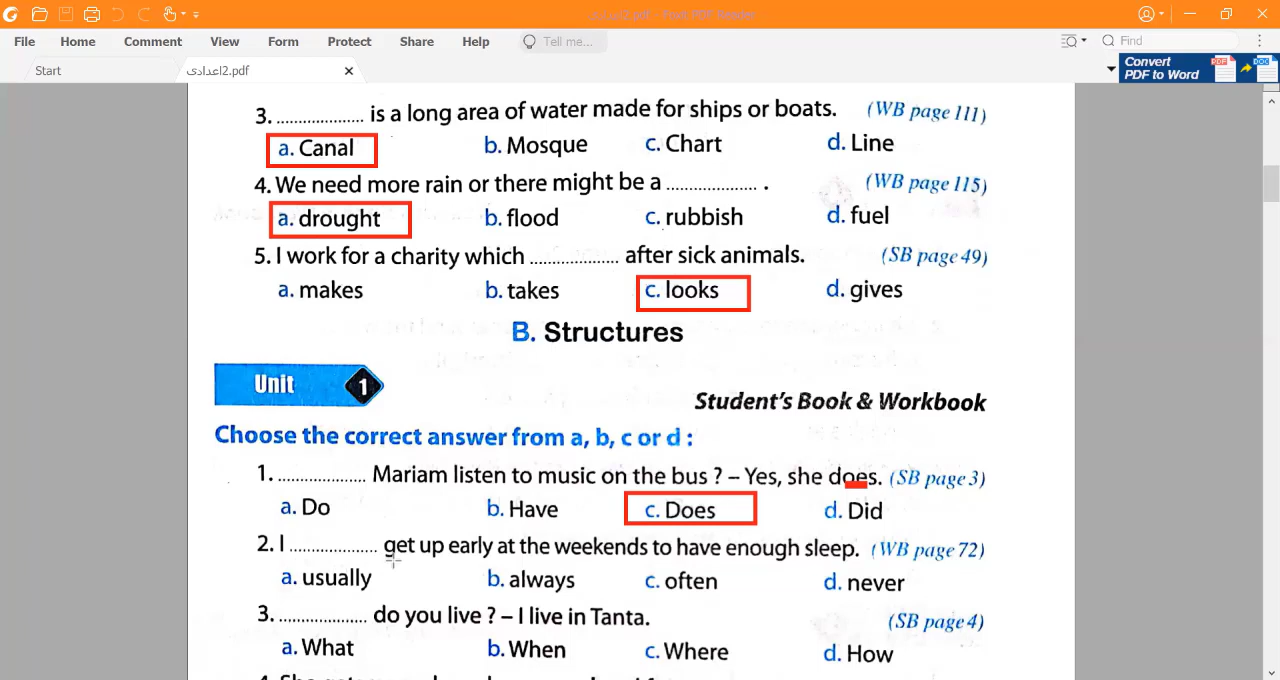 2اعدادى.pdf - Foxit PDF Reader
File Home Comment View Form Protect Share Help Tell me... Find
Start 2اعدادى.pdf
Convert
PDF to Word
3. .................... is a long area of water made for ships or boats. (WB page 111)
a. Canal b. Mosque c. Chart d. Line
4. We need more rain or there might be a .................... . (WB page 115)
a. drought b. flood c. rubbish d. fuel
5. I work for a charity which .................... after sick animals. (SB page 49)
a. makes b. takes c. looks d. gives
B. Structures
Unit 1
Student's Book & Workbook
Choose the correct answer from a, b, c or d :
1. .................... Mariam listen to music on the bus ? – Yes, she does. (SB page 3)
a. Do b. Have c. Does d. Did
2. I .................... get up early at the weekends to have enough sleep. (WB page 72)
a. usually b. always c. often d. never
3. .................... do you live ? – I live in Tanta. (SB page 4)
a. What b. When c. Where d. How